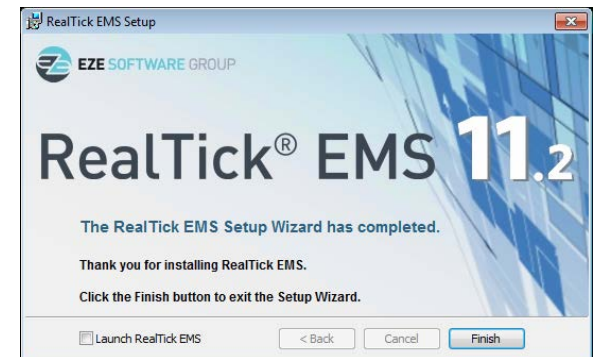 RealTick EMS Setup
EZE SOFTWARE GROUP
RealTick® EMS 11.2
The RealTick EMS Setup Wizard has completed.
Thank you for installing RealTick EMS.
Click the Finish button to exit the Setup Wizard.
Launch RealTick EMS
< Back
Cancel
Finish